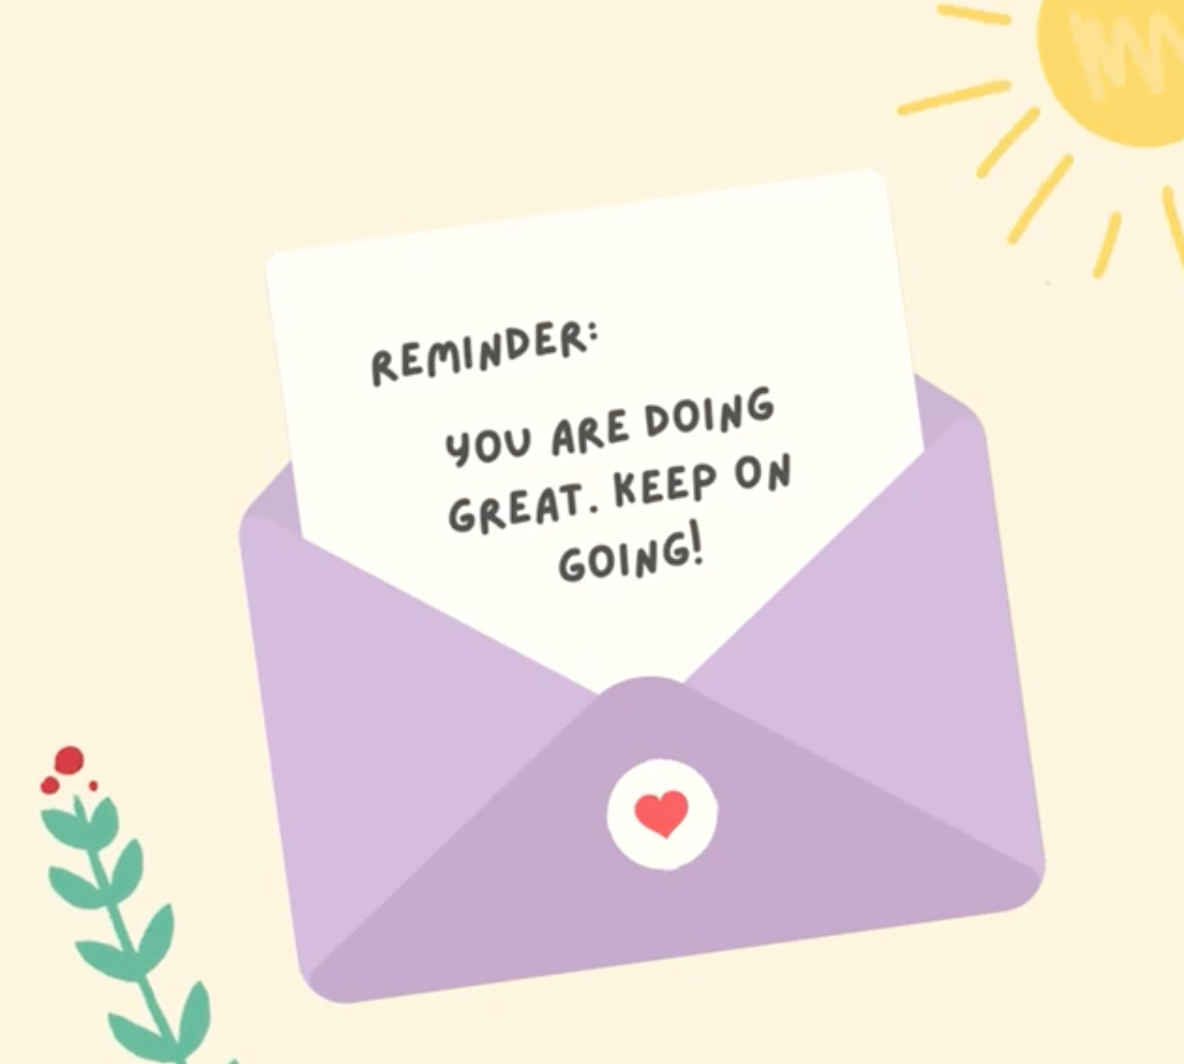 REMINDER:
YOU ARE DOING
GREAT. KEEP ON
GOING!